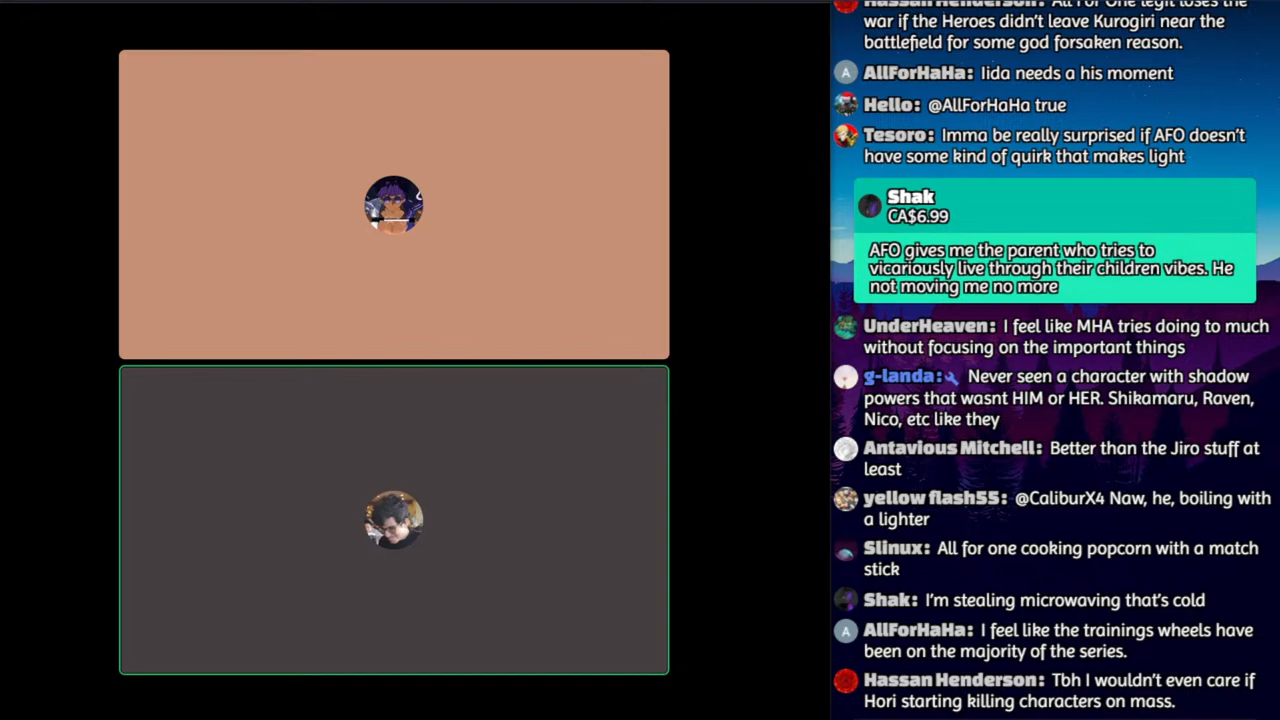 Hassan Henderson: All For One legit loses the
war if the Heroes didn't leave Kurogiri near the
battlefield for some god forsaken reason.
A AllForHaHa: Iida needs a his moment
Hello: @AllForHaHa true
Tesoro: Imma be really surprised if AFO doesn't
have some kind of quirk that makes light
Shak
CA$6.99
AFO gives me the parent who tries to
vicariously live through their children vibes. He
not moving me no more
UnderHeaven: I feel like MHA tries doing to much
without focusing on the important things
g-landa: Never seen a character with shadow
powers that wasnt HIM or HER. Shikamaru, Raven,
Nico, etc like they
Antavious Mitchell: Better than the Jiro stuff at
least
yellow flash55: @CaliburX4 Naw, he, boiling with
a lighter
Slinux: All for one cooking popcorn with a match
stick
Shak: I'm stealing microwaving that's cold
A AllForHaHa: I feel like the trainings wheels have
been on the majority of the series.
Hassan Henderson: Tbh I wouldn't even care if
Hori starting killing characters on mass.